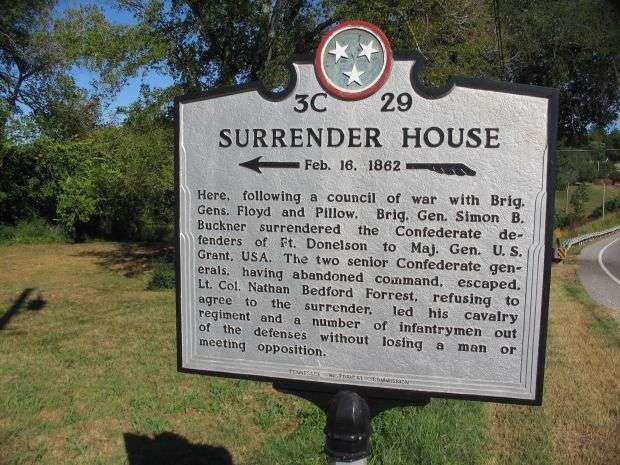 3C 29
SURRENDER HOUSE
Feb. 16, 1862
Here, following a council of war with Brig.
Gens. Floyd and Pillow, Brig. Gen. Simon B.
Buckner surrendered the Confederate de-
fenders of Ft. Donelson to Maj. Gen. U. S.
Grant, USA. The two senior Confederate gen-
erals, having abandoned command, escaped.
Lt. Col. Nathan Bedford Forrest, refusing to
agree to the surrender, led his cavalry
regiment and a number of infantrymen out
of the defenses without losing a man or
meeting opposition.
TENNESSEE HISTORICAL COMMISSION